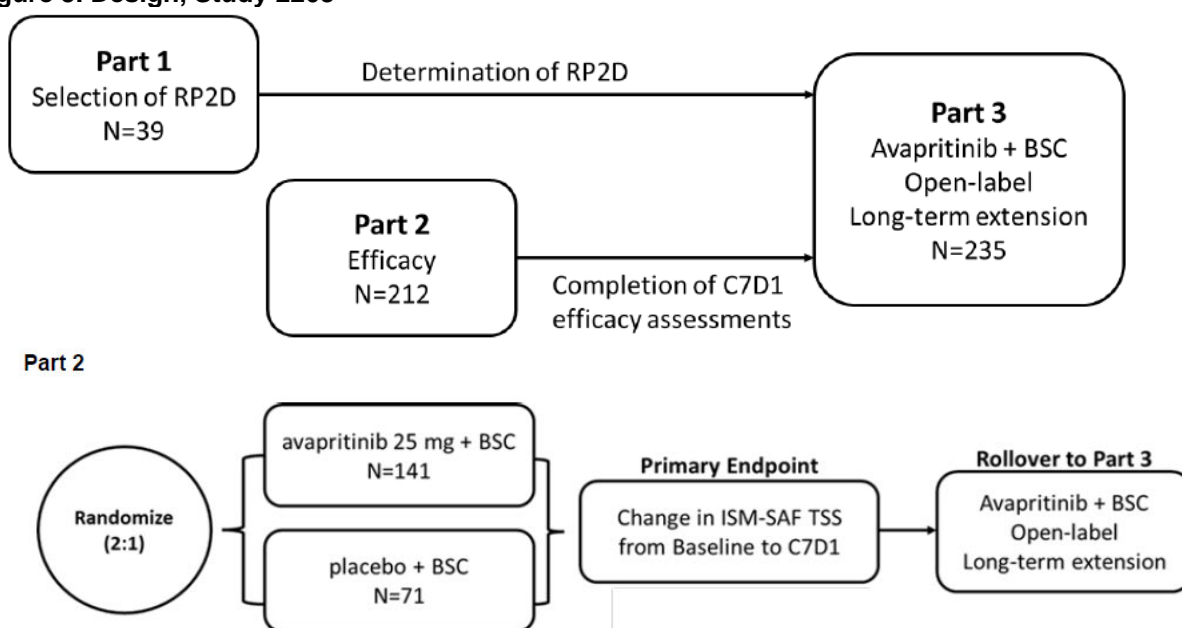 Part 1
Selection of RP2D
N=39
Determination of RP2D
Part 2
Efficacy
N=212
Completion of C7D1
efficacy assessments
Part 3
Avapritinib + BSC
Open-label
Long-term extension
N=235
Part 2
Randomize
(2:1)
avapritinib 25 mg + BSC
N=141
placebo + BSC
N=71
Primary Endpoint
Change in ISM-SAF TSS
from Baseline to C7D1
Rollover to Part 3
Avapritinib + BSC
Open-label
Long-term extension